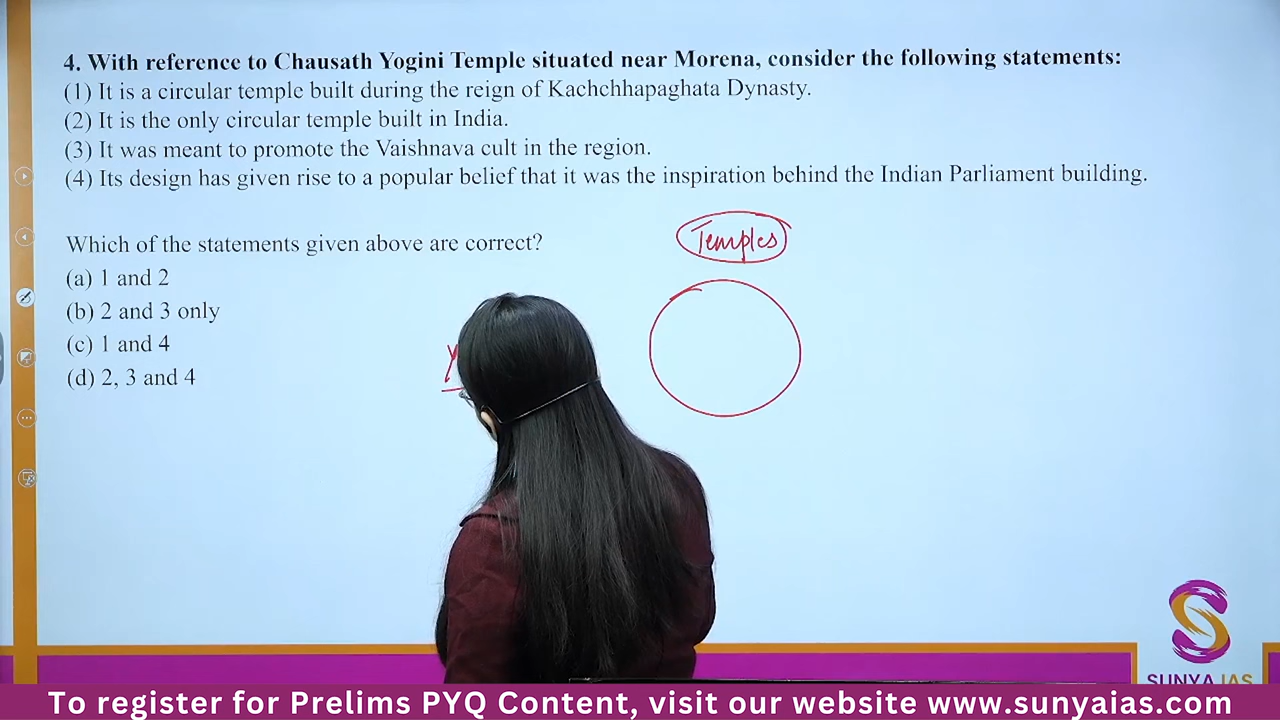 4. With reference to Chausath Yogini Temple situated near Morena, consider the following statements:
(1) It is a circular temple built during the reign of Kachchhapaghata Dynasty.
(2) It is the only circular temple built in India.
(3) It was meant to promote the Vaishnava cult in the region.
(4) Its design has given rise to a popular belief that it was the inspiration behind the Indian Parliament building.
Which of the statements given above are correct?
Temples
(a) 1 and 2
(b) 2 and 3 only
(c) 1 and 4
(d) 2, 3 and 4
SUNYA IAS
To register for Prelims PYQ Content, visit our website www.sunyaias.com